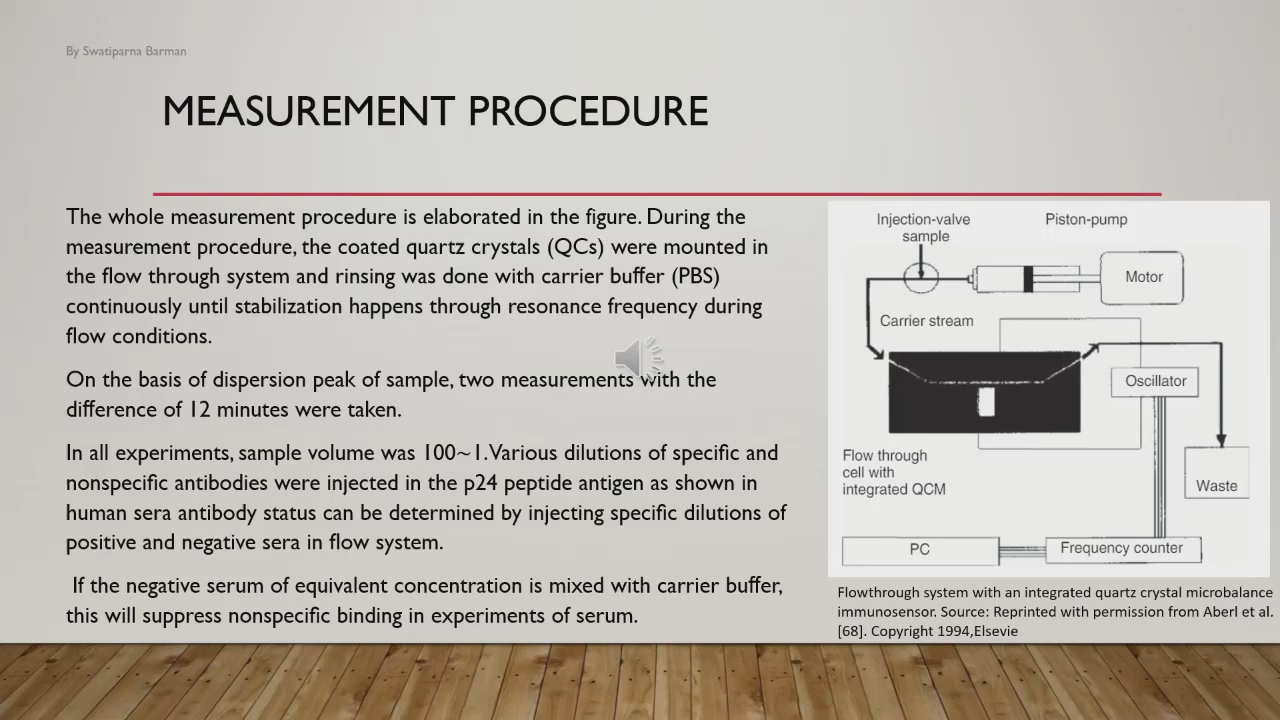 By Swatiparna Barman
MEASUREMENT PROCEDURE
The whole measurement procedure is elaborated in the figure. During the
measurement procedure, the coated quartz crystals (QCs) were mounted in
the flow through system and rinsing was done with carrier buffer (PBS)
continuously until stabilization happens through resonance frequency during
flow conditions.
On the basis of dispersion peak of sample, two measurements with the
difference of 12 minutes were taken.
In all experiments, sample volume was 100~1. Various dilutions of specific and
nonspecific antibodies were injected in the p24 peptide antigen as shown in
human sera antibody status can be determined by injecting specific dilutions of
positive and negative sera in flow system.
If the negative serum of equivalent concentration is mixed with carrier buffer,
this will suppress nonspecific binding in experiments of serum.
Injection-valve
sample
Piston-pump
Motor
Carrier stream
Oscillator
Flow through
cell with
integrated QCM
Waste
PC
Frequency counter
Flowthrough system with an integrated quartz crystal microbalance
immunosensor. Source: Reprinted with permission from Aberl et al.
[68]. Copyright 1994,Elsevie